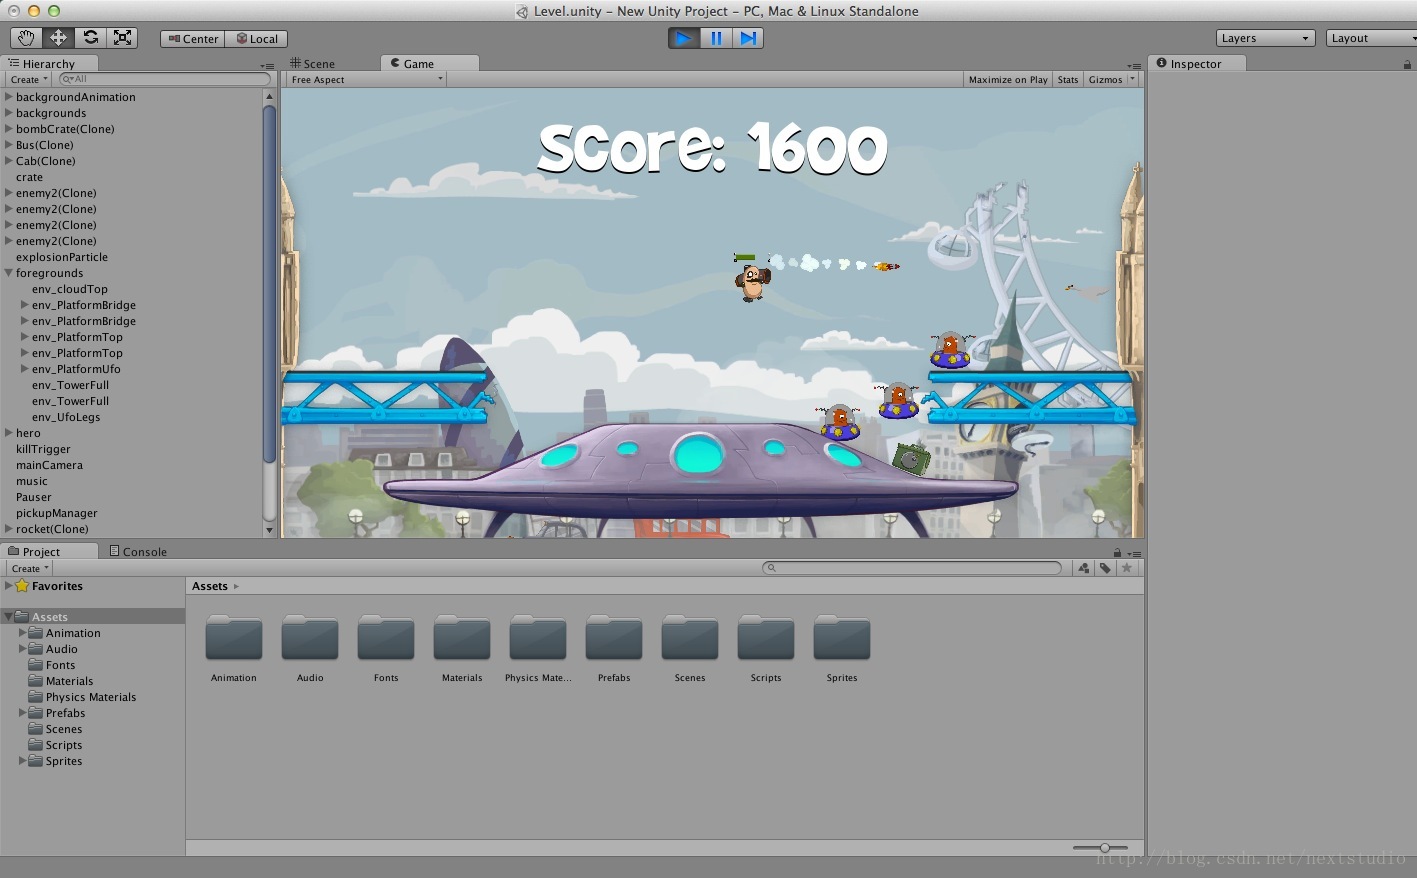 Level.unity – New Unity Project – PC, Mac & Linux Standalone
Center Local Layers Layout
Hierarchy Scene Game Inspector
Create All Free Aspect Maximize on Play Stats Gizmos
backgroundAnimation
backgrounds
bombCrate(Clone)
Bus(Clone)
Cab(Clone)
crate
enemy2(Clone)
enemy2(Clone)
enemy2(Clone)
enemy2(Clone)
explosionParticle
foregrounds
env_cloudTop
env_PlatformBridge
env_PlatformBridge
env_PlatformTop
env_PlatformTop
env_PlatformUfo
env_TowerFull
env_TowerFull
env_UfoLegs
hero
killTrigger
mainCamera
music
Pauser
pickupManager
rocket(Clone)
Score: 1600
Project Console
Create
Favorites
Assets
Animation
Audio
Fonts
Materials
Physics Materials
Prefabs
Scenes
Scripts
Sprites
Assets
Animation Audio Fonts Materials Physics Mate... Prefabs Scenes Scripts Sprites
http://blog.csdn.net/nextstudio